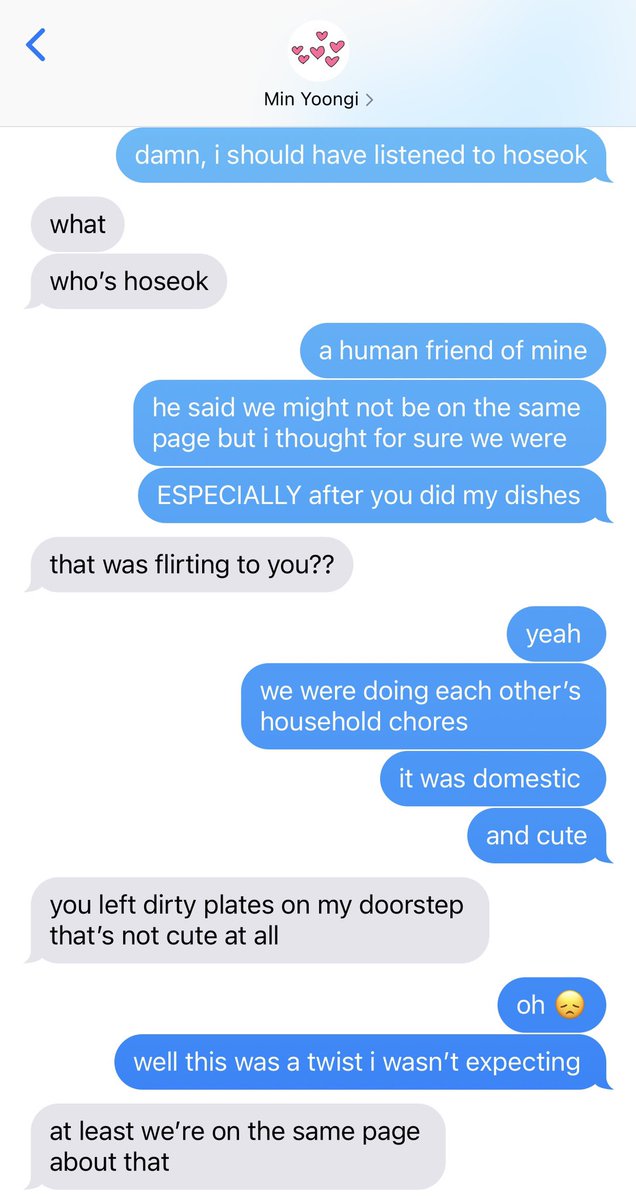 Min Yoongi
damn, i should have listened to hoseok
what
who's hoseok
a human friend of mine
he said we might not be on the same
page but i thought for sure we were
ESPECIALLY after you did my dishes
that was flirting to you??
yeah
we were doing each other's
household chores
it was domestic
and cute
you left dirty plates on my doorstep
that's not cute at all
oh 😞
well this was a twist i wasn't expecting
at least we're on the same page
about that